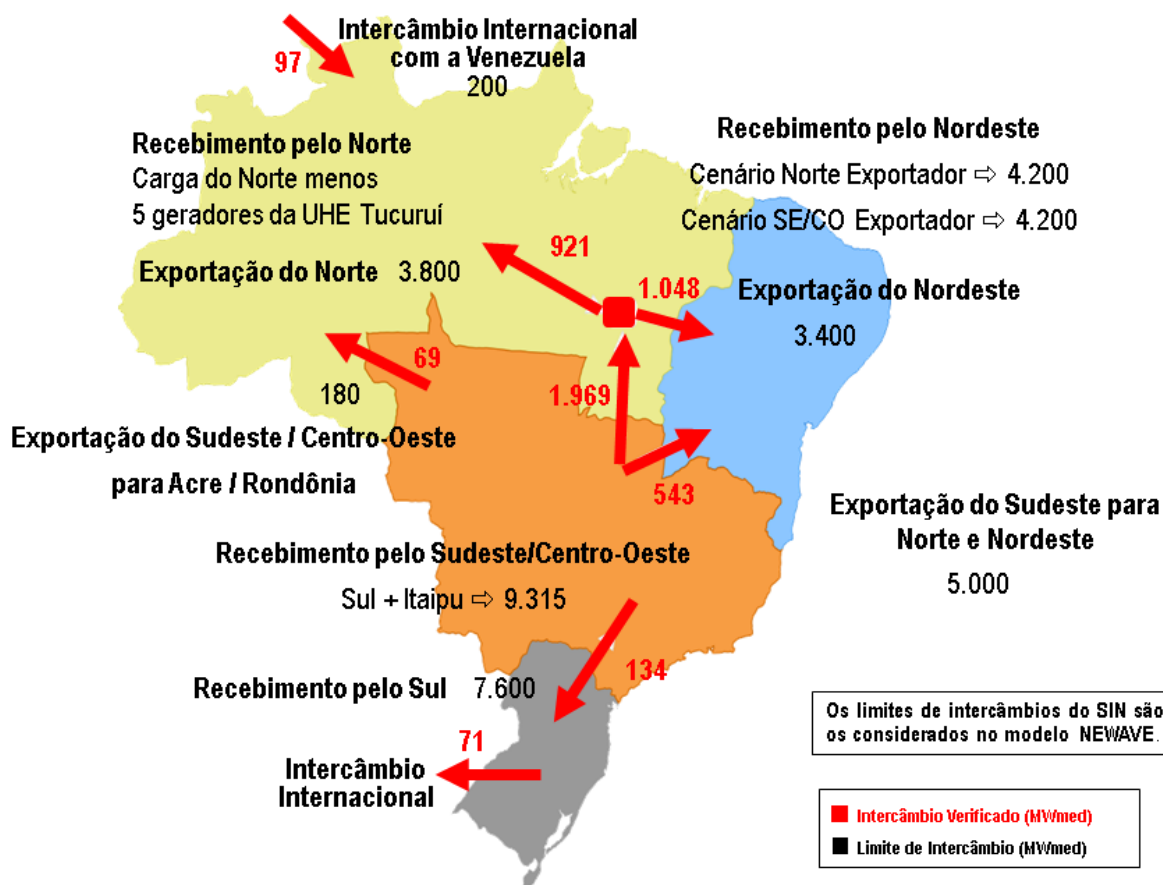 Intercâmbio Internacional
com a Venezuela
200
97
Recebimento pelo Norte
Carga do Norte menos
5 geradores da UHE Tucuruí
Recebimento pelo Nordeste
Cenário Norte Exportador ⇨ 4.200
Cenário SE/CO Exportador ⇨ 4.200
921
Exportação do Norte 3.800
1.048
Exportação do Nordeste
3.400
69
180
1.969
Exportação do Sudeste / Centro-Oeste
para Acre / Rondônia
543
Exportação do Sudeste para
Norte e Nordeste
5.000
Recebimento pelo Sudeste/Centro-Oeste
Sul + Itaipu ⇨ 9.315
134
Recebimento pelo Sul 7.600
71
Intercâmbio
Internacional
Os limites de intercâmbios do SIN são
os considerados no modelo NEWAVE.
Intercâmbio Verificado (MWmed)
Limite de Intercâmbio (MWmed)